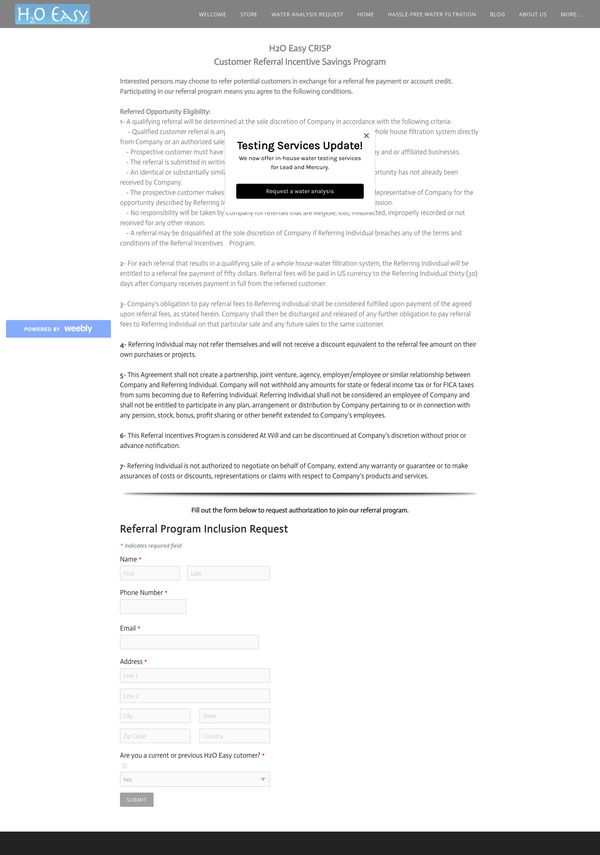 H2O Easy
WELCOME STORE WATER ANALYSIS REQUEST HOME HASSLE-FREE WATER FILTRATION BLOG ABOUT US MORE...
H2O Easy CRISP
Customer Referral Incentive Savings Program
Interested persons may choose to refer potential customers in exchange for a referral fee payment or account credit.
Participating in our referral program means you agree to the following conditions.
Referred Opportunity Eligibility:
1- A qualifying referral will be determined at the sole discretion of Company in accordance with the following criteria:
- Qualified customer referral is any
whole house filtration system directly
from Company or an authorized sale
- Prospective customer must have
y and or affiliated businesses.
- The referral is submitted in writin
- An identical or substantially simila
ortunity has not already been
received by Company.
- The prospective customer makes
representative of Company for the
opportunity described by Referring In
mission.
- No responsibility will be taken by Company for referrals that are illegible, lost, misdirected, improperly recorded or not
received for any other reason.
- A referral may be disqualified at the sole discretion of Company if Referring Individual breaches any of the terms and
conditions of the Referral Incentives Program.
×
Testing Services Update!
We now offer in-house water testing services
for Lead and Mercury.
Request a water analysis
2- For each referral that results in a qualifying sale of a whole house water filtration system, the Referring Individual will be
entitled to a referral fee payment of fifty dollars. Referral fees will be paid in US currency to the Referring Individual thirty (30)
days after Company receives payment in full from the referred customer.
3- Company's obligation to pay referral fees to Referring Individual shall be considered fulfilled upon payment of the agreed
upon referral fees, as stated herein. Company shall then be discharged and released of any further obligation to pay referral
fees to Referring Individual on that particular sale and any future sales to the same customer.
POWERED BY weebly
4- Referring Individual may not refer themselves and will not receive a discount equivalent to the referral fee amount on their
own purchases or projects.
5- This Agreement shall not create a partnership, joint venture, agency, employer/employee or similar relationship between
Company and Referring Individual. Company will not withhold any amounts for state or federal income tax or for FICA taxes
from sums becoming due to Referring Individual. Referring Individual shall not be considered an employee of Company and
shall not be entitled to participate in any plan, arrangement or distribution by Company pertaining to or in connection with
any pension, stock, bonus, profit sharing or other benefit extended to Company's employees.
6- This Referral Incentives Program is considered At Will and can be discontinued at Company's discretion without prior or
advance notification.
7- Referring Individual is not authorized to negotiate on behalf of Company, extend any warranty or guarantee or to make
assurances of costs or discounts, representations or claims with respect to Company's products and services.
Fill out the form below to request authorization to join our referral program.
Referral Program Inclusion Request
* Indicates required field
Name *
First Last
Phone Number *
Email *
Address *
Line 1
Line 2
City State
Zip Code Country
Are you a current or previous H2O Easy cutomer? *
Yes
SUBMIT